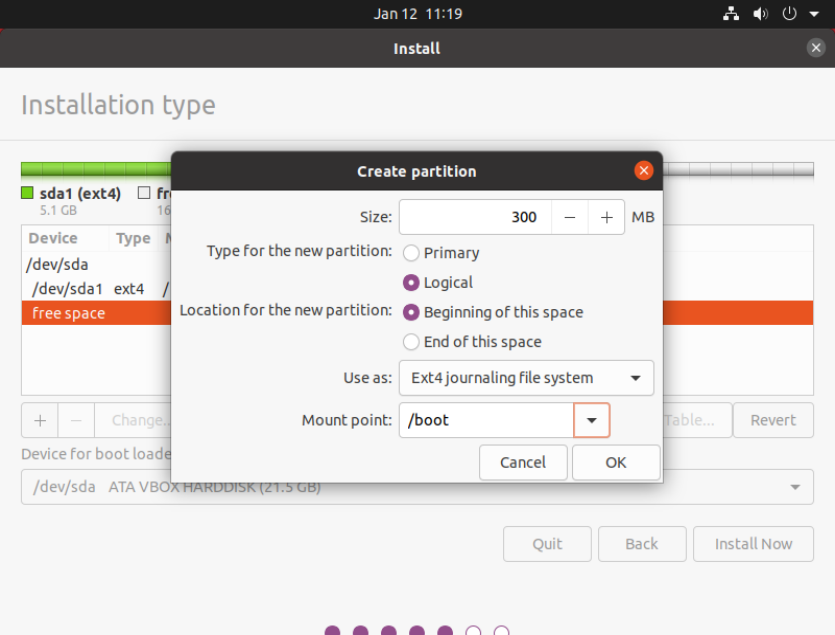 Jan 12 11:19
Install
Installation type
Create partition
sda1 (ext4)
5.1 GB
Size: 300 MB
Device Type
Type for the new partition: Primary
/dev/sda
Logical
/dev/sda1 ext4 /
Location for the new partition: Beginning of this space
free space
End of this space
Use as: Ext4 journaling file system
Mount point: /boot
+ − Change... Table... Revert
Device for boot loade
Cancel OK
/dev/sda ATA VBOX HARDDISK (21.5 GB)
Quit Back Install Now